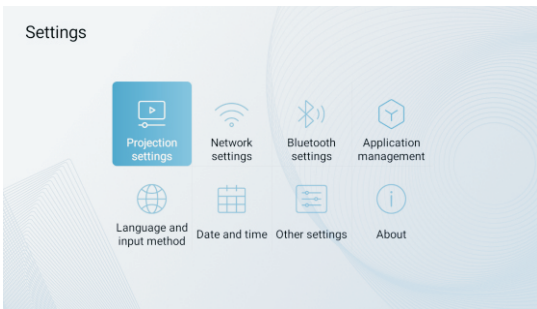 Settings
Projection
settings
Network
settings
Bluetooth
settings
Application
management
Language and
input method
Date and time
Other settings
About